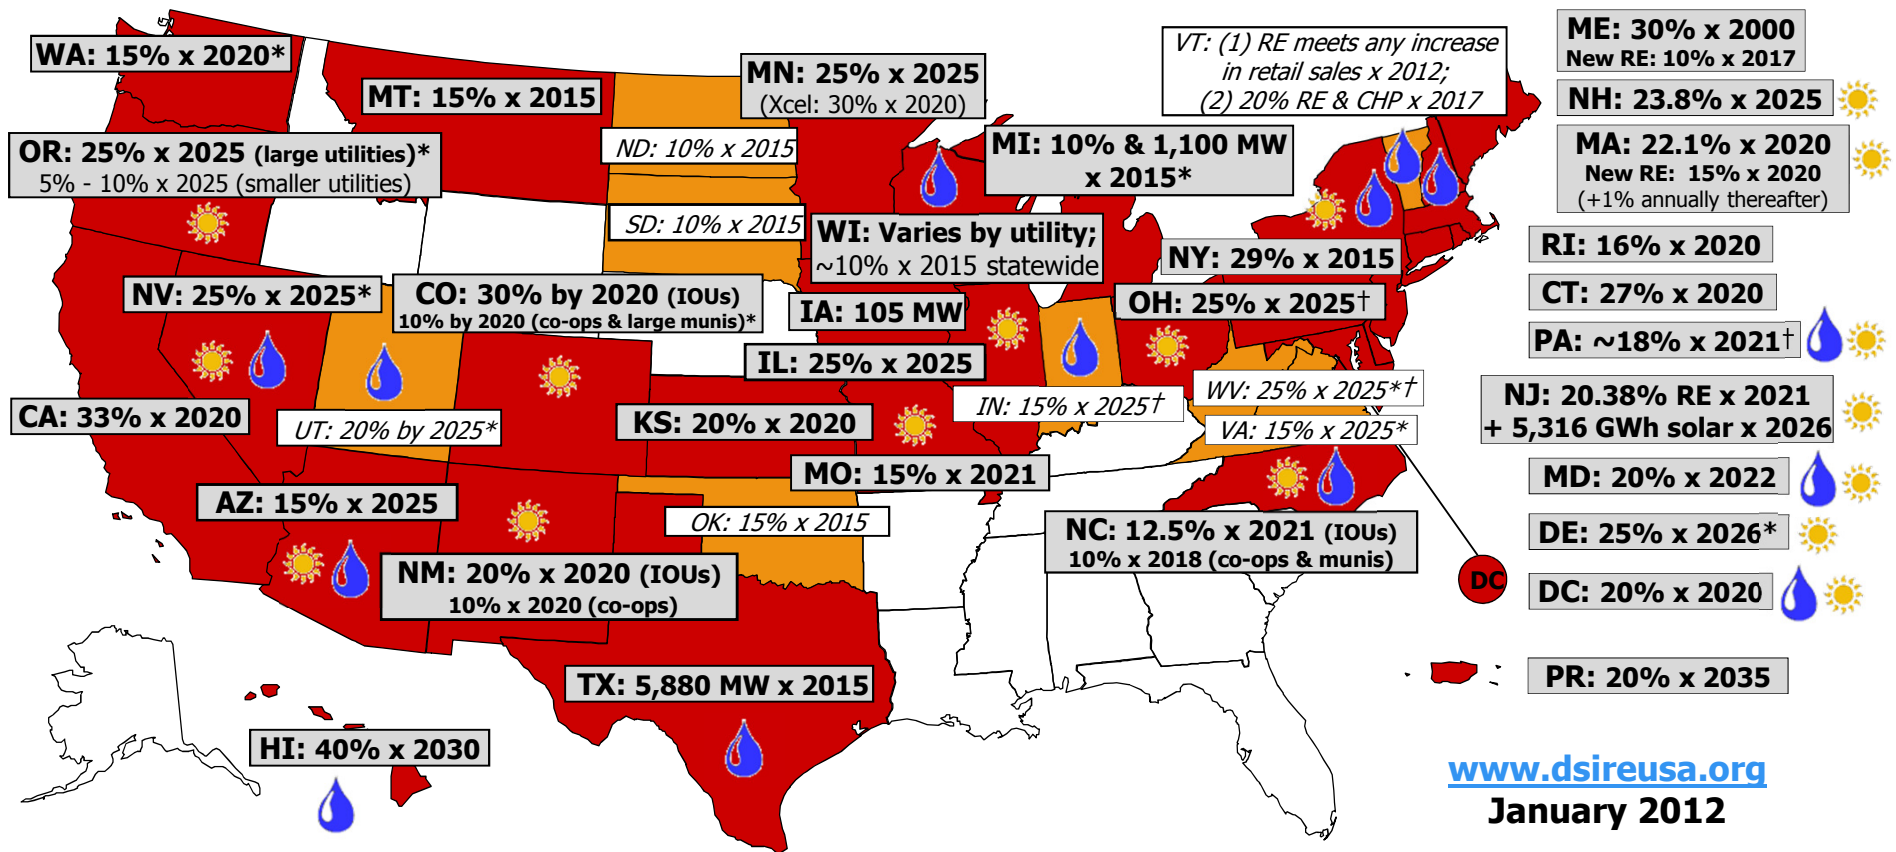 WA: 15% x 2020*
MT: 15% x 2015
MN: 25% x 2025
(Xcel: 30% x 2020)
VT: (1) RE meets any increase
in retail sales x 2012;
(2) 20% RE & CHP x 2017
ME: 30% x 2000
New RE: 10% x 2017
NH: 23.8% x 2025
OR: 25% x 2025 (large utilities)*
5% - 10% x 2025 (smaller utilities)
ND: 10% x 2015
MI: 10% & 1,100 MW
x 2015*
MA: 22.1% x 2020
New RE: 15% x 2020
(+1% annually thereafter)
SD: 10% x 2015
WI: Varies by utility;
~10% x 2015 statewide
NY: 29% x 2015
RI: 16% x 2020
NV: 25% x 2025*
CO: 30% by 2020 (IOUs)
10% by 2020 (co-ops & large munis)*
IA: 105 MW
OH: 25% x 2025†
CT: 27% x 2020
IL: 25% x 2025
PA: ~18% x 2021†
CA: 33% x 2020
UT: 20% by 2025*
KS: 20% x 2020
IN: 15% x 2025†
WV: 25% x 2025*†
VA: 15% x 2025*
NJ: 20.38% RE x 2021
+ 5,316 GWh solar x 2026
MO: 15% x 2021
MD: 20% x 2022
AZ: 15% x 2025
OK: 15% x 2015
NC: 12.5% x 2021 (IOUs)
10% x 2018 (co-ops & munis)
DE: 25% x 2026*
NM: 20% x 2020 (IOUs)
10% x 2020 (co-ops)
DC
DC: 20% x 2020
TX: 5,880 MW x 2015
PR: 20% x 2035
HI: 40% x 2030
www.dsireusa.org
January 2012